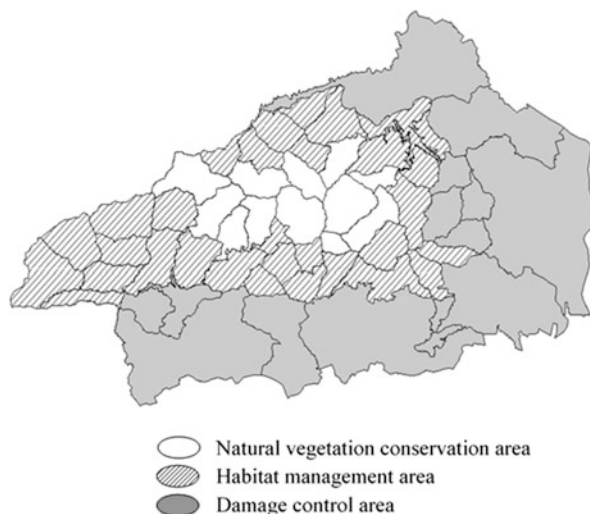 Natural vegetation conservation area
Habitat management area
Damage control area